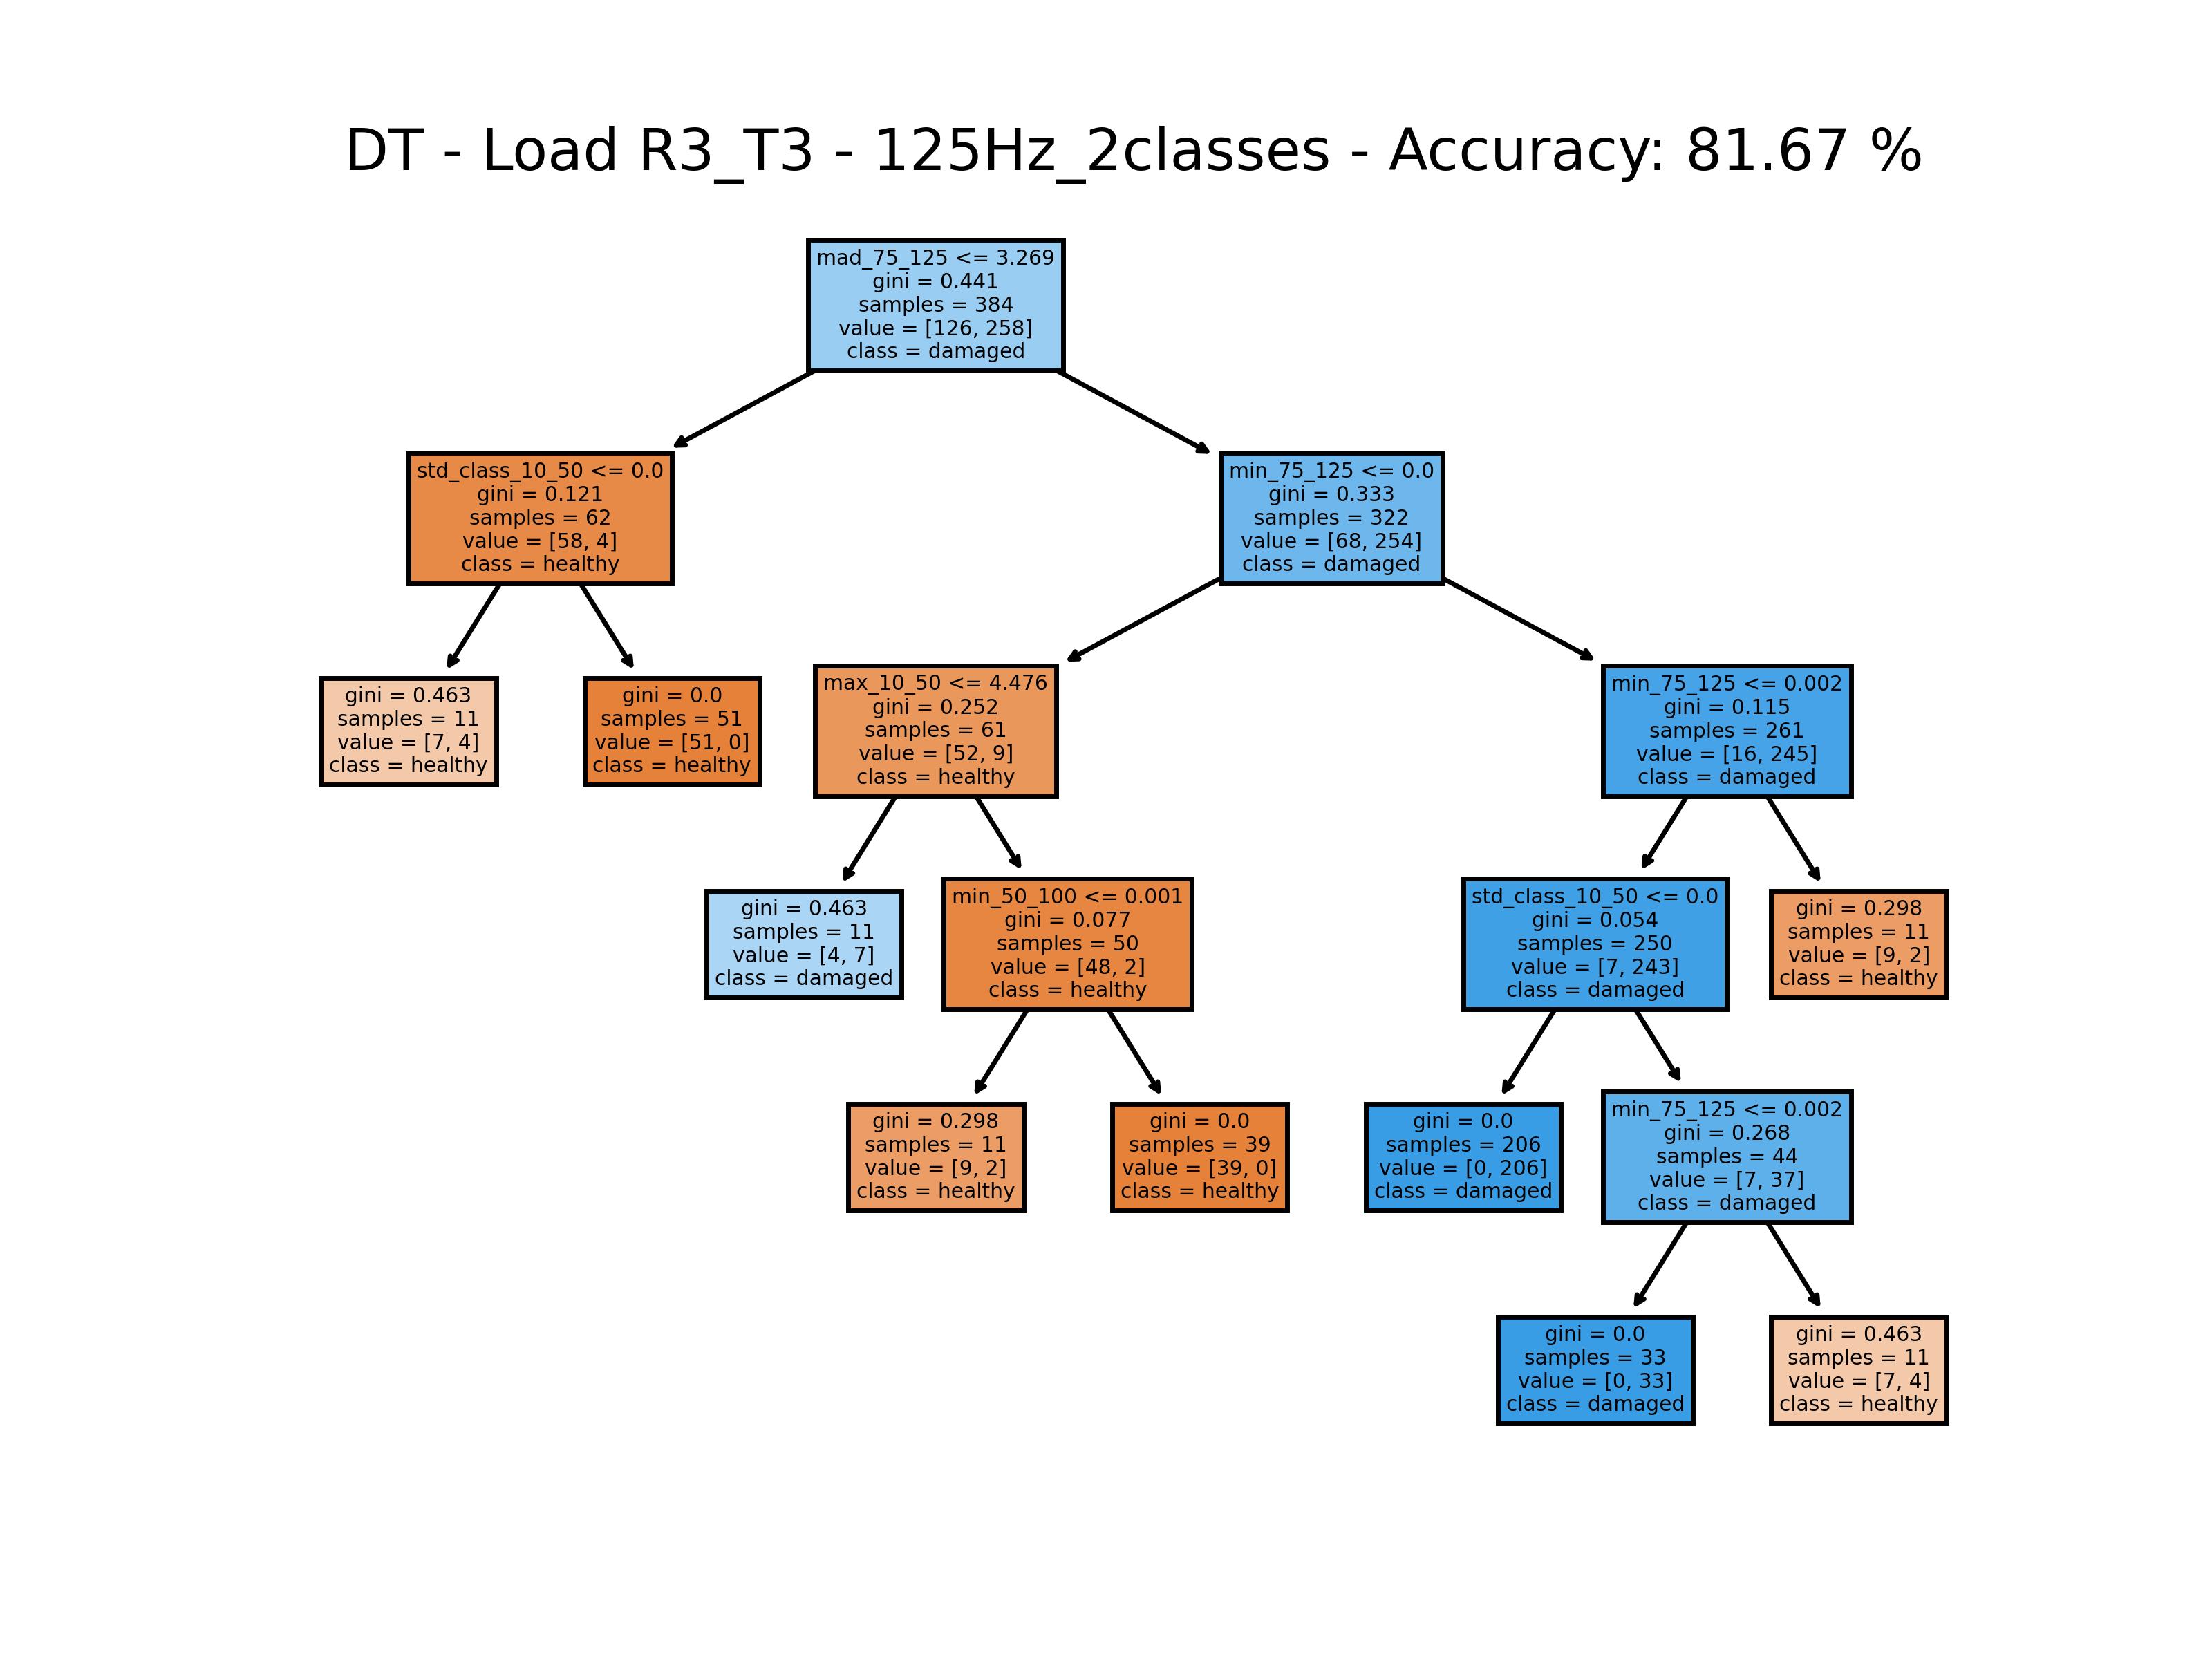 DT - Load R3_T3 - 125Hz_2classes - Accuracy: 81.67 %
mad_75_125 <= 3.269
gini = 0.441
samples = 384
value = [126, 258]
class = damaged
std_class_10_50 <= 0.0
gini = 0.121
samples = 62
value = [58, 4]
class = healthy
min_75_125 <= 0.0
gini = 0.333
samples = 322
value = [68, 254]
class = damaged
gini = 0.463
samples = 11
value = [7, 4]
class = healthy
gini = 0.0
samples = 51
value = [51, 0]
class = healthy
max_10_50 <= 4.476
gini = 0.252
samples = 61
value = [52, 9]
class = healthy
min_75_125 <= 0.002
gini = 0.115
samples = 261
value = [16, 245]
class = damaged
gini = 0.463
samples = 11
value = [4, 7]
class = damaged
min_50_100 <= 0.001
gini = 0.077
samples = 50
value = [48, 2]
class = healthy
std_class_10_50 <= 0.0
gini = 0.054
samples = 250
value = [7, 243]
class = damaged
gini = 0.298
samples = 11
value = [9, 2]
class = healthy
gini = 0.298
samples = 11
value = [9, 2]
class = healthy
gini = 0.0
samples = 39
value = [39, 0]
class = healthy
gini = 0.0
samples = 206
value = [0, 206]
class = damaged
min_75_125 <= 0.002
gini = 0.268
samples = 44
value = [7, 37]
class = damaged
gini = 0.0
samples = 33
value = [0, 33]
class = damaged
gini = 0.463
samples = 11
value = [7, 4]
class = healthy